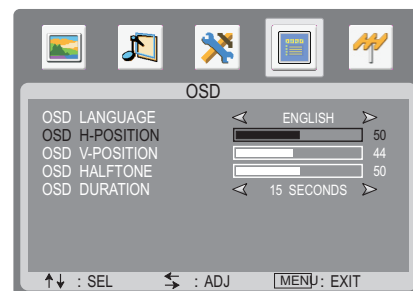 OSD
OSD LANGUAGE ENGLISH
OSD H-POSITION 50
OSD V-POSITION 44
OSD HALFTONE 50
OSD DURATION 15 SECONDS
: SEL : ADJ MENU : EXIT